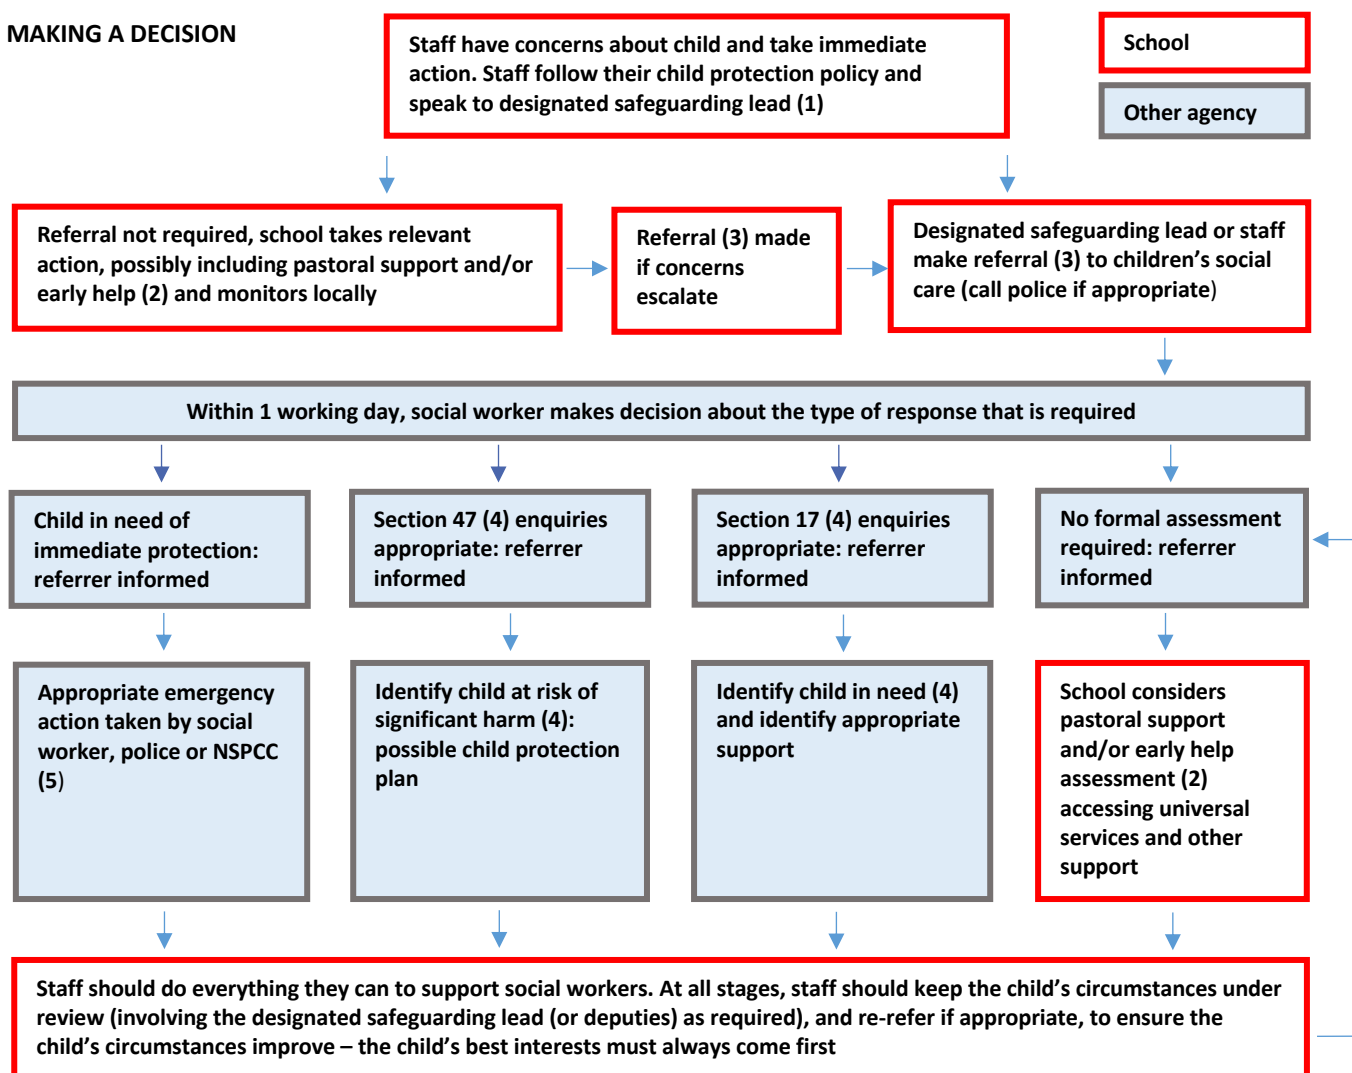 MAKING A DECISION
Staff have concerns about child and take immediate
action. Staff follow their child protection policy and
speak to designated safeguarding lead (1)
School
Other agency
Referral not required, school takes relevant
action, possibly including pastoral support and/or
early help (2) and monitors locally
Referral (3) made
if concerns
escalate
Designated safeguarding lead or staff
make referral (3) to children’s social
care (call police if appropriate)
Within 1 working day, social worker makes decision about the type of response that is required
Child in need of
immediate protection:
referrer informed
Section 47 (4) enquiries
appropriate: referrer
informed
Section 17 (4) enquiries
appropriate: referrer
informed
No formal assessment
required: referrer
informed
Appropriate emergency
action taken by social
worker, police or NSPCC
(5)
Identify child at risk of
significant harm (4):
possible child protection
plan
Identify child in need (4)
and identify appropriate
support
School considers
pastoral support
and/or early help
assessment (2)
accessing universal
services and other
support
Staff should do everything they can to support social workers. At all stages, staff should keep the child’s circumstances under
review (involving the designated safeguarding lead (or deputies) as required), and re-refer if appropriate, to ensure the
child’s circumstances improve – the child’s best interests must always come first